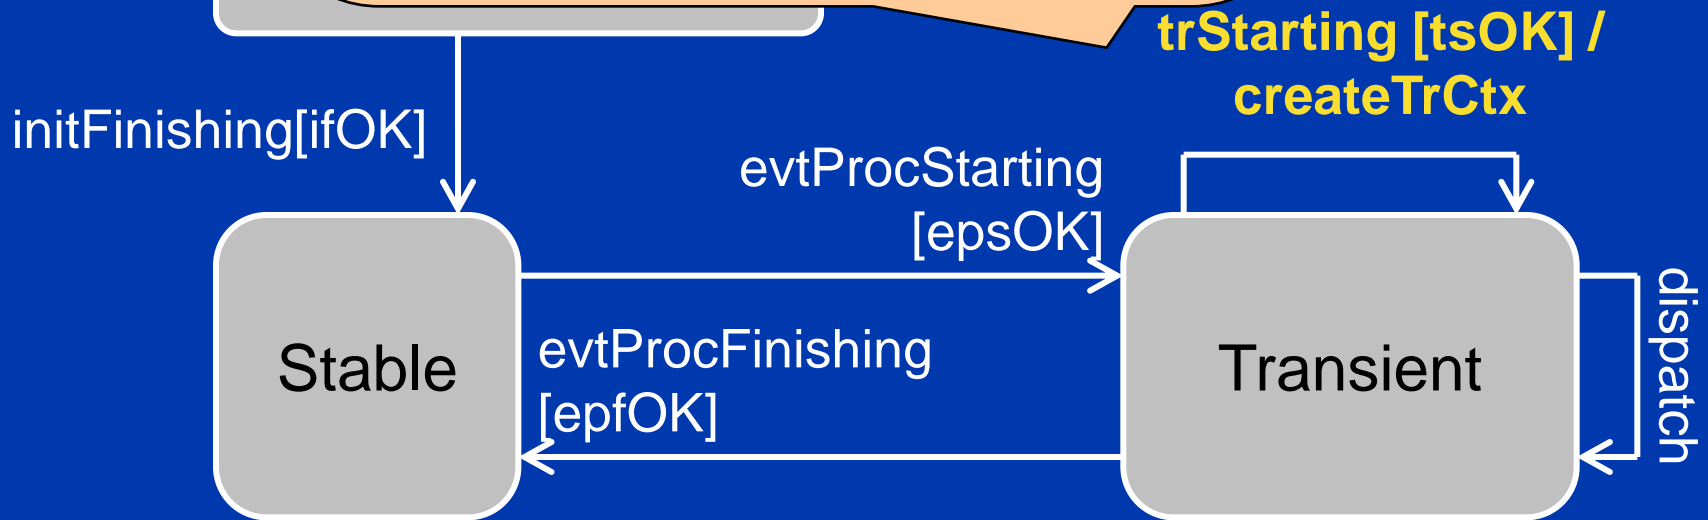 trStarting [tsOK] /
createTrCtx
initFinishing[ifOK]
evtProcStarting
[epsOK]
Stable
evtProcFinishing
[epfOK]
Transient
dispatch